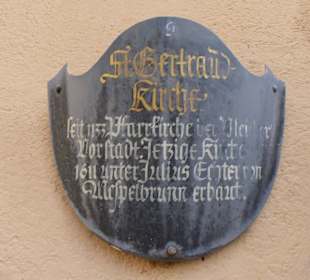 St. Gertraud-
Kirche
seit 1133 Pfarrkirche der Pleicher
Vorstadt. Jetzige Kirche
1611 unter Julius Echter von
Mespelbrunn erbaut.